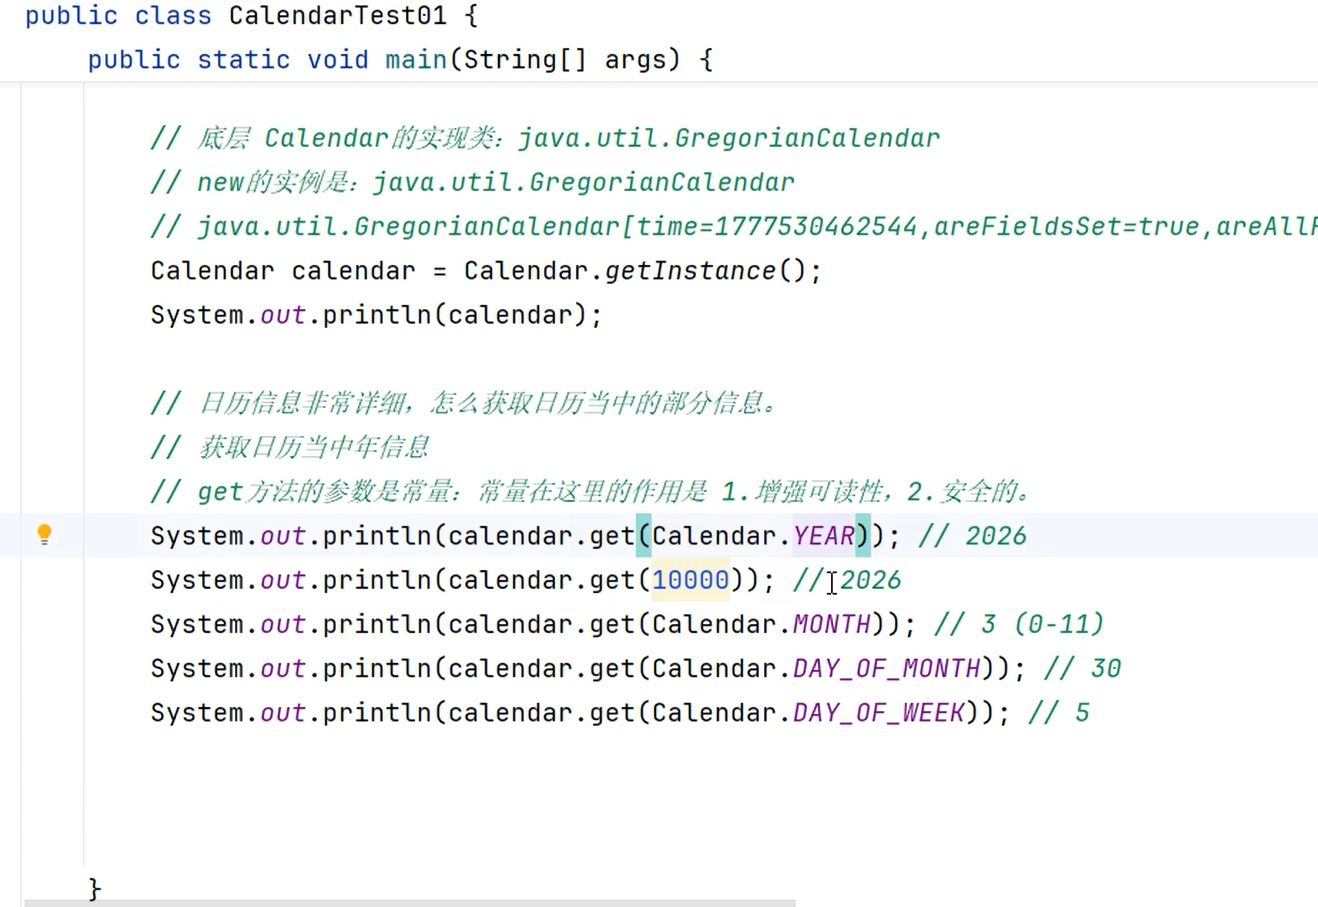 public class CalendarTest01 {
public static void main(String[] args) {
// 底层 Calendar的实现类：java.util.GregorianCalendar
// new的实例是：java.util.GregorianCalendar
// java.util.GregorianCalendar[time=1777530462544,areFieldsSet=true,areAllF
Calendar calendar = Calendar.getInstance();
System.out.println(calendar);
// 日历信息非常详细，怎么获取日历当中的部分信息。
// 获取日历当中年信息
// get方法的参数是常量：常量在这里的作用是 1.增强可读性，2.安全的。
System.out.println(calendar.get(Calendar.YEAR)); // 2026
System.out.println(calendar.get(10000)); // 2026
System.out.println(calendar.get(Calendar.MONTH)); // 3 (0-11)
System.out.println(calendar.get(Calendar.DAY_OF_MONTH)); // 30
System.out.println(calendar.get(Calendar.DAY_OF_WEEK)); // 5
}